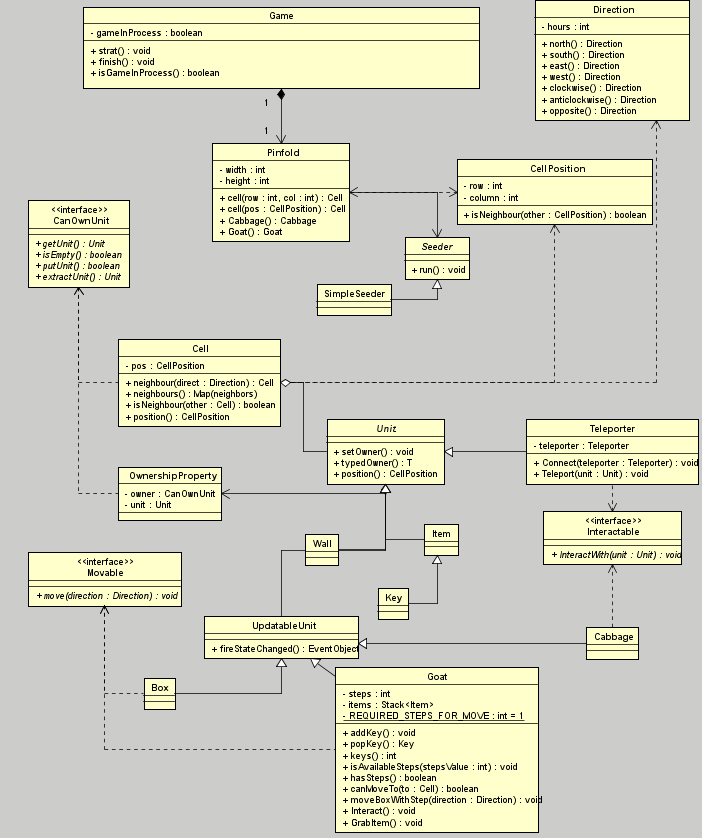 Game
- gameInProcess : boolean
+ strat() : void
+ finish() : void
+ isGameInProcess() : boolean
Direction
- hours : int
+ north() : Direction
+ south() : Direction
+ east() : Direction
+ west() : Direction
+ clockwise() : Direction
+ anticlockwise() : Direction
+ opposite() : Direction
1
1
Pinfold
- width : int
- height : int
+ cell(row : int, col : int) : Cell
+ cell(pos : CellPosition) : Cell
+ Cabbage() : Cabbage
+ Goat() : Goat
CellPosition
- row : int
- column : int
+ isNeighbour(other : CellPosition) : boolean
<<interface>>
CanOwnUnit
+ getUnit() : Unit
+ isEmpty() : boolean
+ putUnit() : boolean
+ extractUnit() : Unit
Seeder
+ run() : void
SimpleSeeder
Cell
- pos : CellPosition
+ neighbour(direct : Direction) : Cell
+ neighbours() : Map(neighbors)
+ isNeighbour(other : Cell) : boolean
+ position() : CellPosition
Unit
+ setOwner() : void
+ typedOwner() : T
+ position() : CellPosition
Teleporter
- teleporter : Teleporter
+ Connect(teleporter : Teleporter) : void
+ Teleport(unit : Unit) : void
OwnershipProperty
- owner : CanOwnUnit
- unit : Unit
<<interface>>
Interactable
+ InteractWith(unit : Unit) : void
Wall
Item
<<interface>>
Movable
+ move(direction : Direction) : void
Key
UpdatableUnit
+ fireStateChanged() : EventObject
Cabbage
Box
Goat
- steps : int
- items : Stack<Item>
- REQUIRED_STEPS_FOR_MOVE : int = 1
+ addKey() : void
+ popKey() : Key
+ keys() : int
+ isAvailableSteps(stepsValue : int) : void
+ hasSteps() : boolean
+ canMoveTo(to : Cell) : boolean
+ moveBoxWithStep(direction : Direction) : void
+ Interact() : void
+ GrabItem() : void